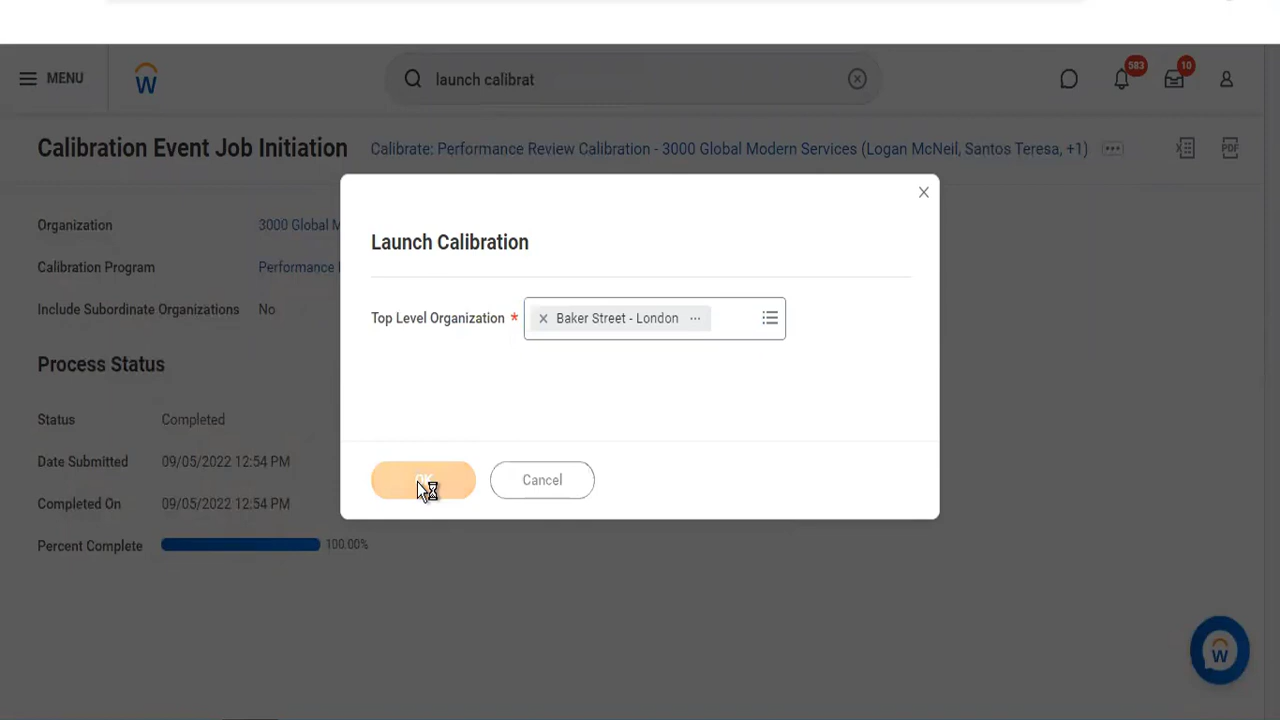 MENU
launch calibrat
583
10
Calibration Event Job Initiation
Calibrate: Performance Review Calibration - 3000 Global Modern Services (Logan McNeil, Santos Teresa, +1)
PDF
Launch Calibration
Top Level Organization *
Baker Street - London
OK
Cancel
Organization
3000 Global
Calibration Program
Performance
Include Subordinate Organizations No
Process Status
Status Completed
Date Submitted 09/05/2022 12:54 PM
Completed On 09/05/2022 12:54 PM
Percent Complete 100.00%